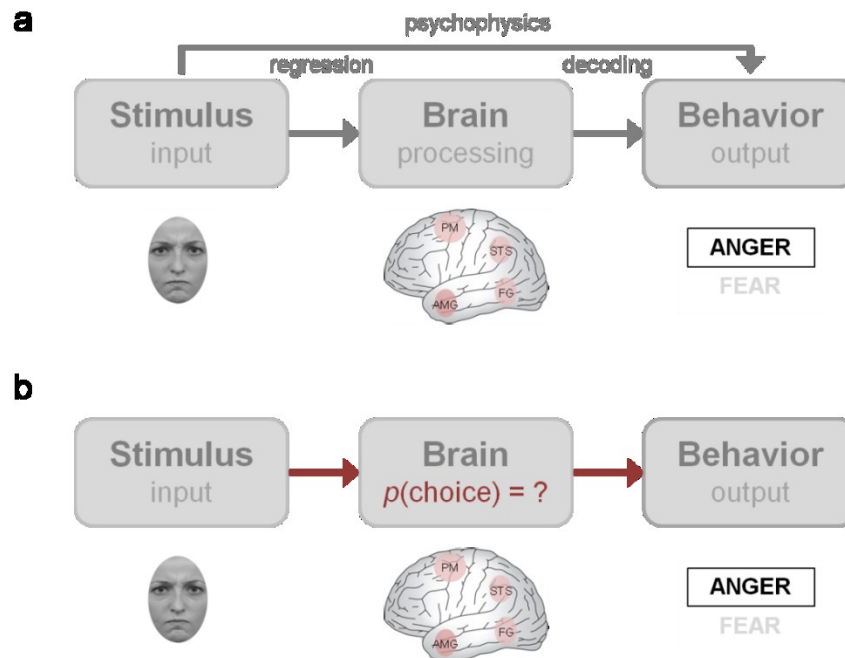 a
psychophysics
regression decoding
Stimulus Brain Behavior
input processing output
PM
STS
ANGER
AMG FG
FEAR
b
Stimulus Brain Behavior
input p(choice) = ? output
PM
STS
ANGER
AMG FG
FEAR